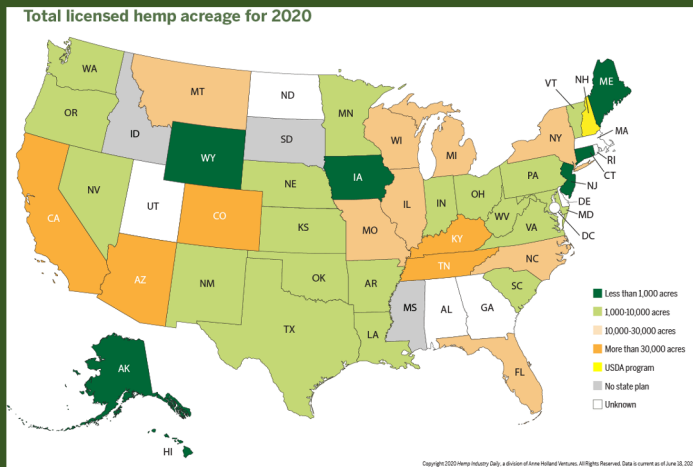 Total licensed hemp acreage for 2020
WA
MT
ND
MN
VT
NH
ME
OR
ID
SD
WI
MI
NY
MA
WY
IA
RI
CT
NV
NE
PA
NJ
UT
IL
IN
OH
DE
MD
CA
CO
KS
MO
WV
VA
DC
KY
AZ
NM
OK
AR
TN
NC
SC
MS
AL
GA
TX
LA
FL
AK
HI
Less than 1,000 acres
1,000-10,000 acres
10,000-30,000 acres
More than 30,000 acres
USDA program
No state plan
Unknown
Copyright 2020 Hemp Industry Daily, a division of Anne Holland Ventures. All Rights Reserved. Data is current as of June